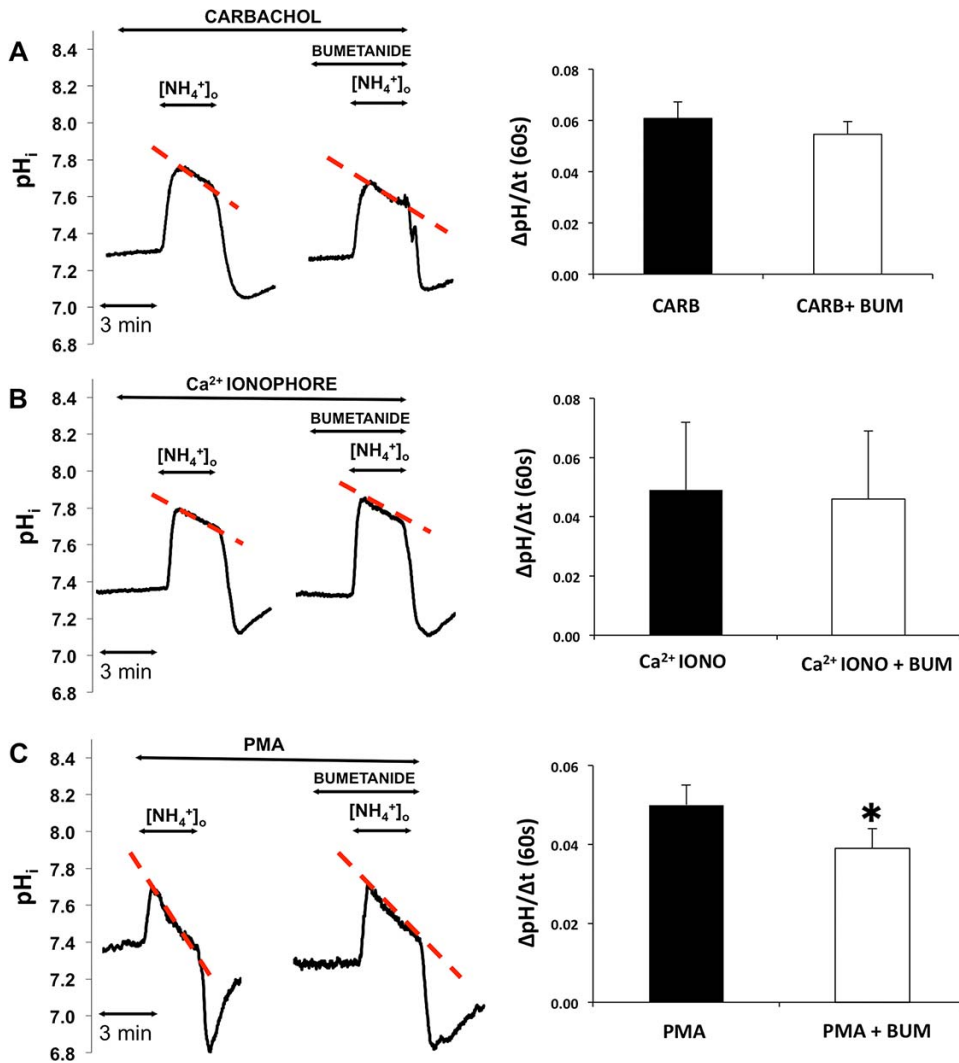 A
CARBACHOL
BUMETANIDE
[NH₄⁺]ₒ
[NH₄⁺]ₒ
pHᵢ
8.4
8.2
8.0
7.8
7.6
7.4
7.2
7.0
6.8
3 min
ΔpH/Δt (60s)
0.08
0.06
0.04
0.02
0.00
CARB
CARB+ BUM
B
Ca²⁺ IONOPHORE
BUMETANIDE
[NH₄⁺]ₒ
[NH₄⁺]ₒ
pHᵢ
8.4
8.2
8.0
7.8
7.6
7.4
7.2
7.0
6.8
3 min
ΔpH/Δt (60s)
0.08
0.06
0.04
0.02
0.00
Ca²⁺ IONO
Ca²⁺ IONO + BUM
C
PMA
BUMETANIDE
[NH₄⁺]ₒ
[NH₄⁺]ₒ
pHᵢ
8.4
8.2
8.0
7.8
7.6
7.4
7.2
7.0
6.8
3 min
ΔpH/Δt (60s)
0.06
0.04
0.02
0.00
*
PMA
PMA + BUM